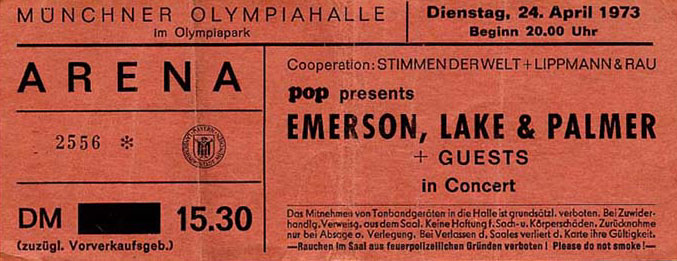 MÜNCHNER OLYMPIAHALLE
im Olympiapark
Dienstag, 24. April 1973
Beginn 20.00 Uhr
ARENA
2556 *
DM 15.30
(zuzügl. Vorverkaufsgeb.)
Cooperation: STIMMEN DER WELT + LIPPMANN & RAU
pop presents
EMERSON, LAKE & PALMER
+ GUESTS
in Concert
Das Mitnehmen von Tonbandgeräten in die Halle ist grundsätzl. verboten. Bei Zuwider-
handlg. Verweisg. aus dem Saal. Keine Haftung f. Sach- u. Körperschäden. Zurücknahme
nur bei Absage o. Verlegung. Bei Verlassen d. Saales verliert d. Karte ihre Gültigkeit.
—Rauchen im Saal aus feuerpolizeilichen Gründen verboten! Please do not smoke!—